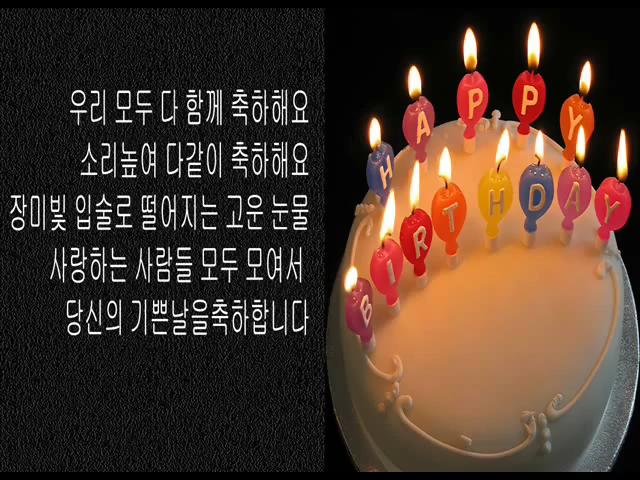 우리 모두 다 함께 축하해요
소리높여 다같이 축하해요
장미빛 입술로 떨어지는 고운 눈물
사랑하는 사람들 모두 모여서
당신의 기쁜날을축하합니다
HAPPY
BIRTHDAY